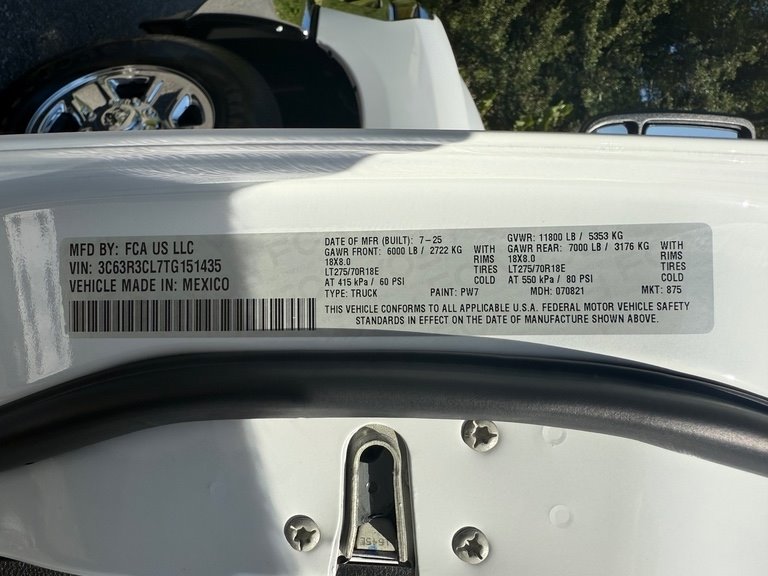 MFD BY: FCA US LLC
VIN: 3C63R3CL7TG151435
VEHICLE MADE IN: MEXICO
DATE OF MFR (BUILT): 7-25 GVWR: 11800 LB / 5353 KG
GAWR FRONT: 6000 LB / 2722 KG WITH GAWR REAR: 7000 LB / 3176 KG WITH
18X8.0 RIMS 18X8.0 RIMS
LT275/70R18E TIRES LT275/70R18E TIRES
AT 415 kPa / 60 PSI COLD AT 550 kPa / 80 PSI COLD
TYPE: TRUCK PAINT: PW7 MDH: 070821 MKT: 875
THIS VEHICLE CONFORMS TO ALL APPLICABLE U.S.A. FEDERAL MOTOR VEHICLE SAFETY
STANDARDS IN EFFECT ON THE DATE OF MANUFACTURE SHOWN ABOVE.